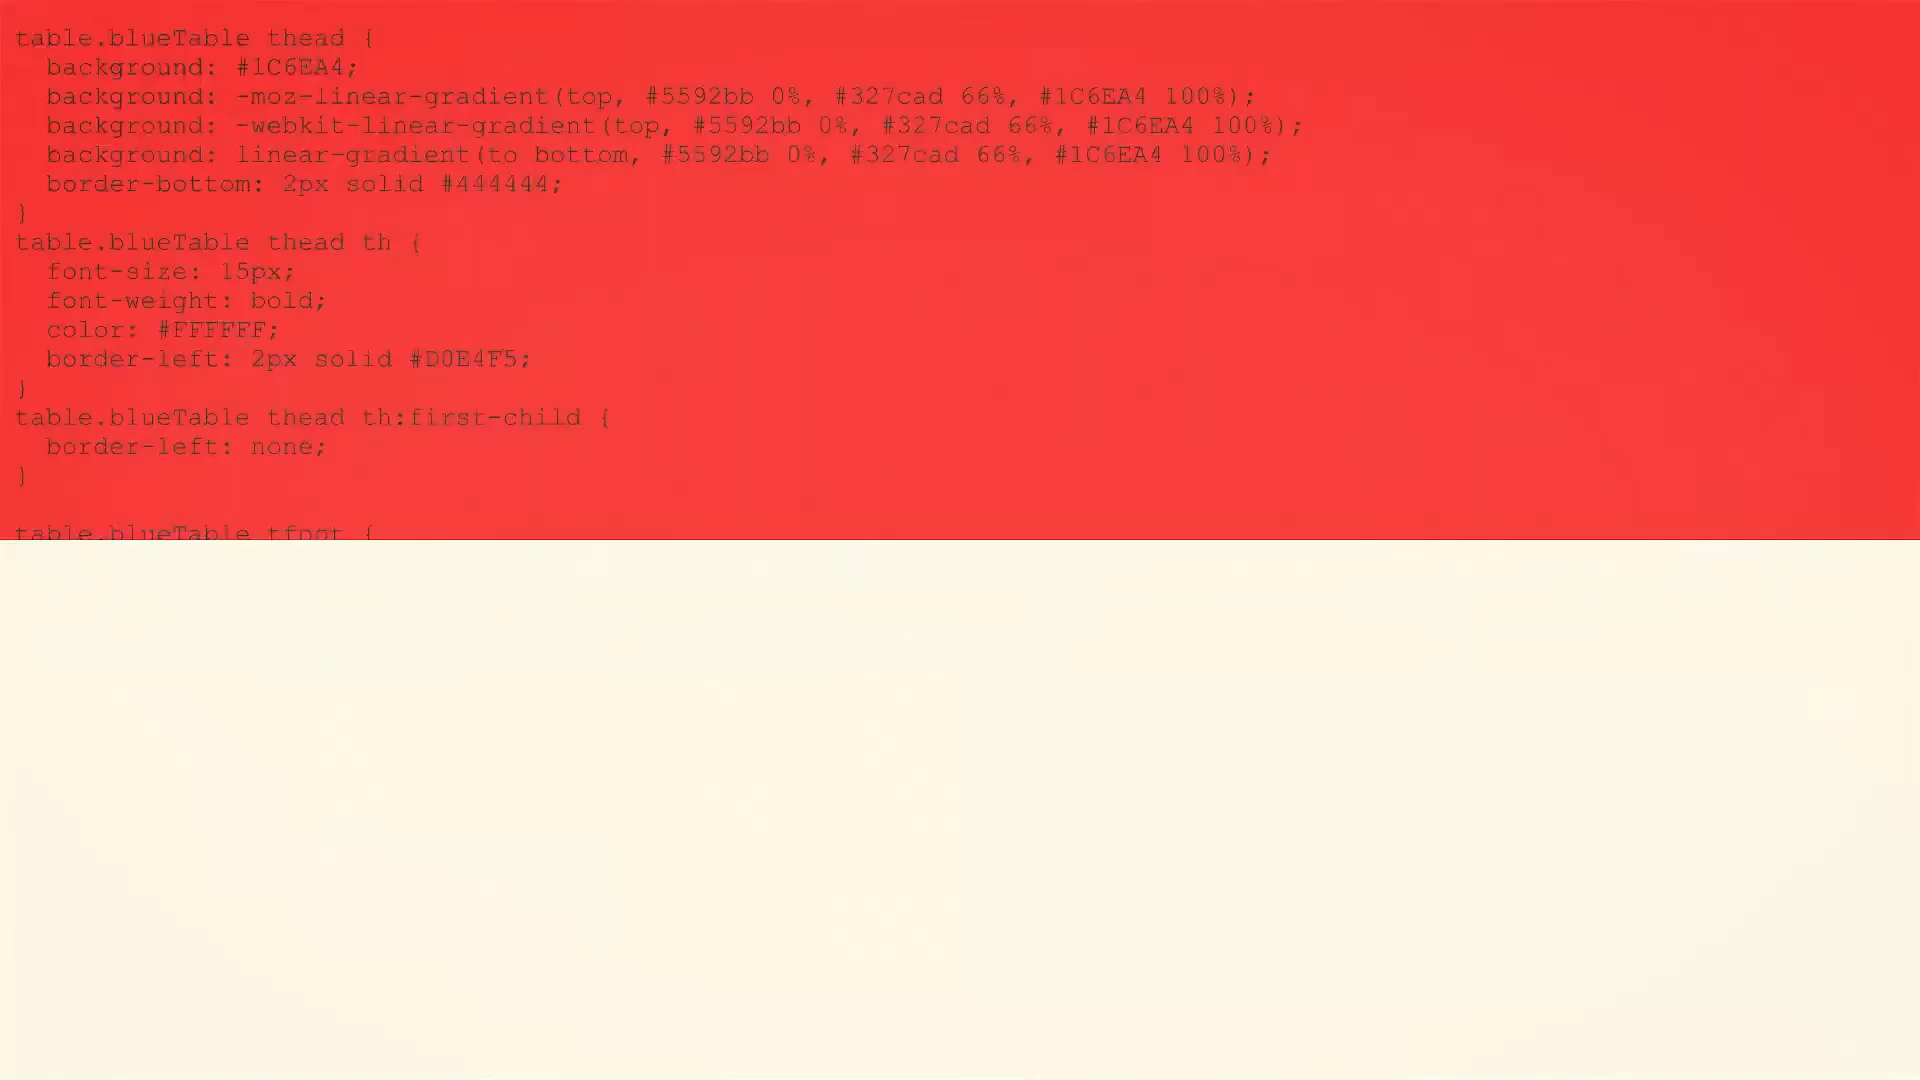 table.blueTable thead {
  background: #1C6EA4;
  background: -moz-linear-gradient(top, #5592bb 0%, #327cad 66%, #1C6EA4 100%);
  background: -webkit-linear-gradient(top, #5592bb 0%, #327cad 66%, #1C6EA4 100%);
  background: linear-gradient(to bottom, #5592bb 0%, #327cad 66%, #1C6EA4 100%);
  border-bottom: 2px solid #444444;
}
table.blueTable thead th {
  font-size: 15px;
  font-weight: bold;
  color: #FFFFFF;
  border-left: 2px solid #D0E4F5;
}
table.blueTable thead th:first-child {
  border-left: none;
}
table.blueTable tfoot {